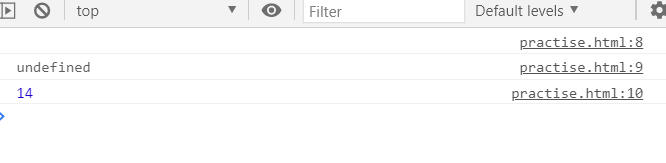 top Filter Default levels
practise.html:8
undefined practise.html:9
14 practise.html:10